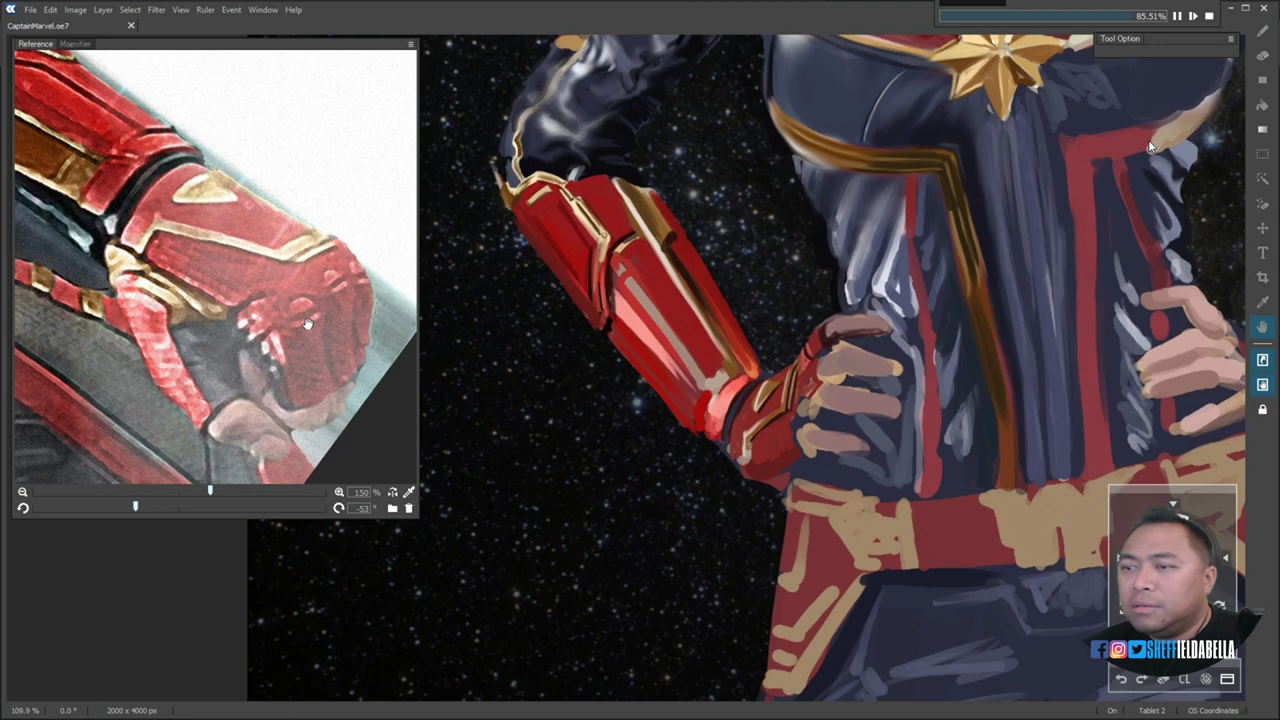 File Edit Image Layer Select Filter View Ruler Event Window Help
85.51%
CaptainMarvel.oe7
Tool Option
Reference Magnifier
150 %
-53 °
SHEFFIELDABELLA
CL
109.9 % 0.0 ° 2000 x 4000 px
On Tablet 2 OS Coordinates